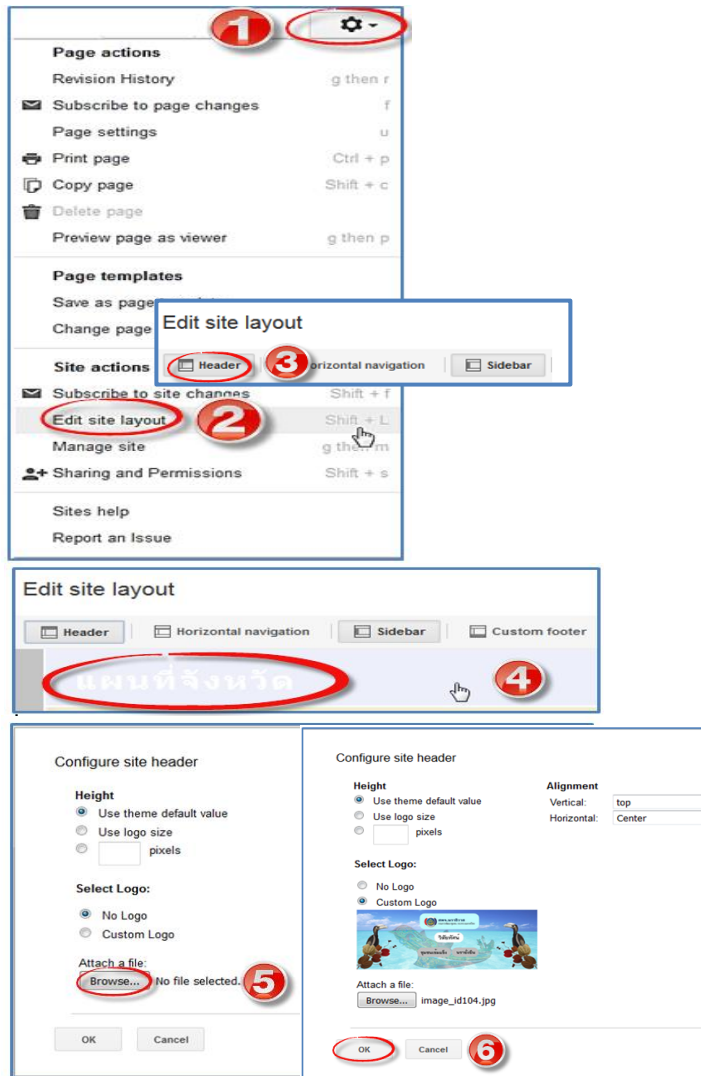 1
Page actions
Revision History g then r
Subscribe to page changes f
Page settings u
Print page Ctrl + p
Copy page Shift + c
Delete page
Preview page as viewer g then p
Page templates
Save as page
Change page
Edit site layout
Header 3 orizontal navigation Sidebar
Site actions
Subscribe to site changes Shift + f
Edit site layout 2 Shift + L
Manage site g then m
Sharing and Permissions Shift + s
Sites help
Report an Issue
Edit site layout
Header Horizontal navigation Sidebar Custom footer
แผนที่จังหวัด 4
Configure site header
Height
Use theme default value
Use logo size
pixels
Select Logo:
No Logo
Custom Logo
Attach a file:
Browse... No file selected. 5
OK Cancel
Configure site header
Height Alignment
Use theme default value Vertical: top
Use logo size Horizontal: Center
pixels
Select Logo:
No Logo
Custom Logo
วิสัยทัศน์
Attach a file:
Browse... image_id104.jpg
OK Cancel 6